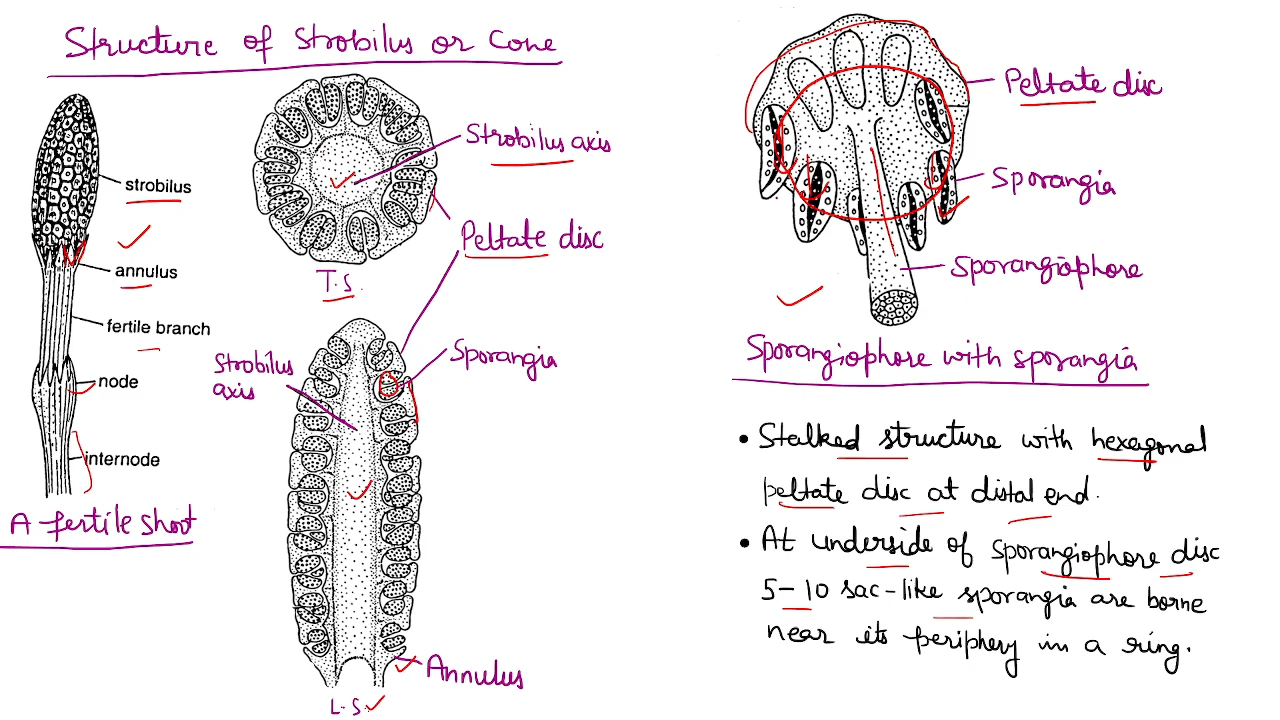 Structure of Strobilus or Cone
strobilus
annulus
fertile branch
node
internode
A fertile shoot
Strobilus axis
Peltate disc
T.S.
Strobilus
axis
Sporangia
Annulus
L.S.
Peltate disc
Sporangia
Sporangiophore
Sporangiophore with sporangia
• Stalked structure with hexagonal
peltate disc at distal end.
• At underside of sporangiophore disc
5-10 sac-like sporangia are borne
near its periphery in a ring.